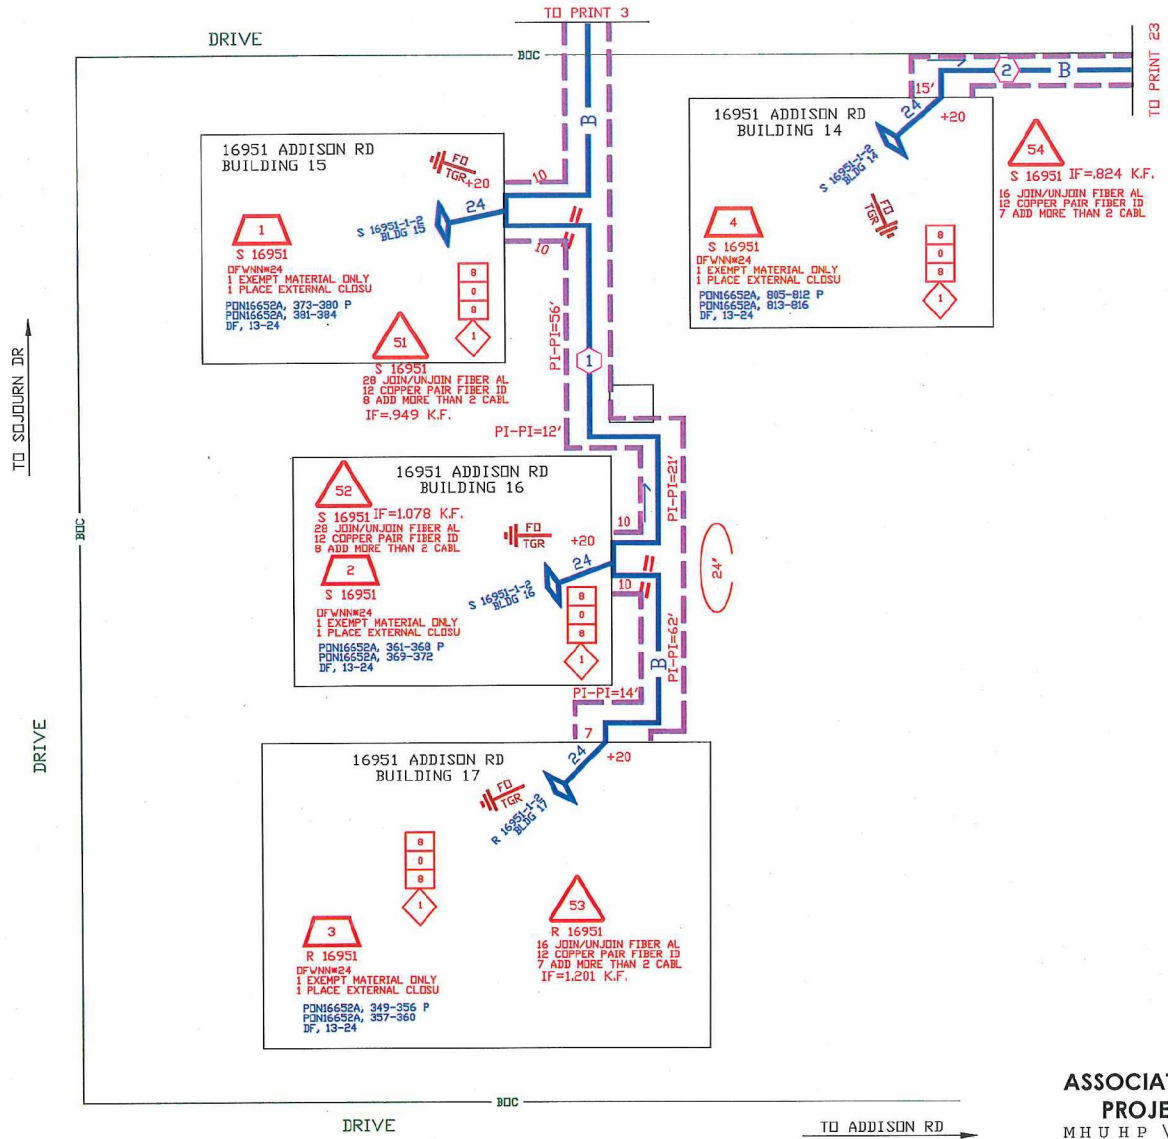 TO PRINT 3
DRIVE
BOC
TO PRINT 23
2
B
15'
24
+20
16951 ADDISON RD
BUILDING 14
S 16951-1-2
BLDG 14
FO
TGR
54
S 16951 IF=.824 K.F.
16 JOIN/UNJOIN FIBER AL
12 COPPER PAIR FIBER ID
7 ADD MORE THAN 2 CABL
4
S 16951
DFWNN*24
1 EXEMPT MATERIAL ONLY
1 PLACE EXTERNAL CLOSU
PON16652A, 805-812 P
PON16652A, 813-816
DF, 13-24
8
0
8
1
B
16951 ADDISON RD
BUILDING 15
FO
TGR
+20
10
24
S 16951-1-2
BLDG 15
10
1
S 16951
DFWNN*24
1 EXEMPT MATERIAL ONLY
1 PLACE EXTERNAL CLOSU
PON16652A, 373-380 P
PON16652A, 381-384
DF, 13-24
8
0
8
1
51
S 16951
28 JOIN/UNJOIN FIBER AL
12 COPPER PAIR FIBER ID
8 ADD MORE THAN 2 CABL
IF=.949 K.F.
PI-PI=56'
1
TO SOJOURN DR
PI-PI=12'
PI-PI=21'
16951 ADDISON RD
BUILDING 16
52
S 16951 IF=1.078 K.F.
28 JOIN/UNJOIN FIBER AL
12 COPPER PAIR FIBER ID
8 ADD MORE THAN 2 CABL
2
S 16951
DFWNN*24
1 EXEMPT MATERIAL ONLY
1 PLACE EXTERNAL CLOSU
PON16652A, 361-368 P
PON16652A, 369-372
DF, 13-24
FO
TGR
+20
10
24
10
S 16951-1-2
BLDG 16
8
0
8
1
24'
BOC
B
PI-PI=62'
PI-PI=14'
DRIVE
7
24
+20
16951 ADDISON RD
BUILDING 17
FO
TGR
R 16951-1-2
BLDG 17
8
0
8
1
3
R 16951
DFWNN*24
1 EXEMPT MATERIAL ONLY
1 PLACE EXTERNAL CLOSU
PON16652A, 349-356 P
PON16652A, 357-360
DF, 13-24
53
R 16951
16 JOIN/UNJOIN FIBER AL
12 COPPER PAIR FIBER ID
7 ADD MORE THAN 2 CABL
IF=1.201 K.F.
BOC
DRIVE
TO ADDISON RD
ASSOCIAT
PROJE
MHUHP